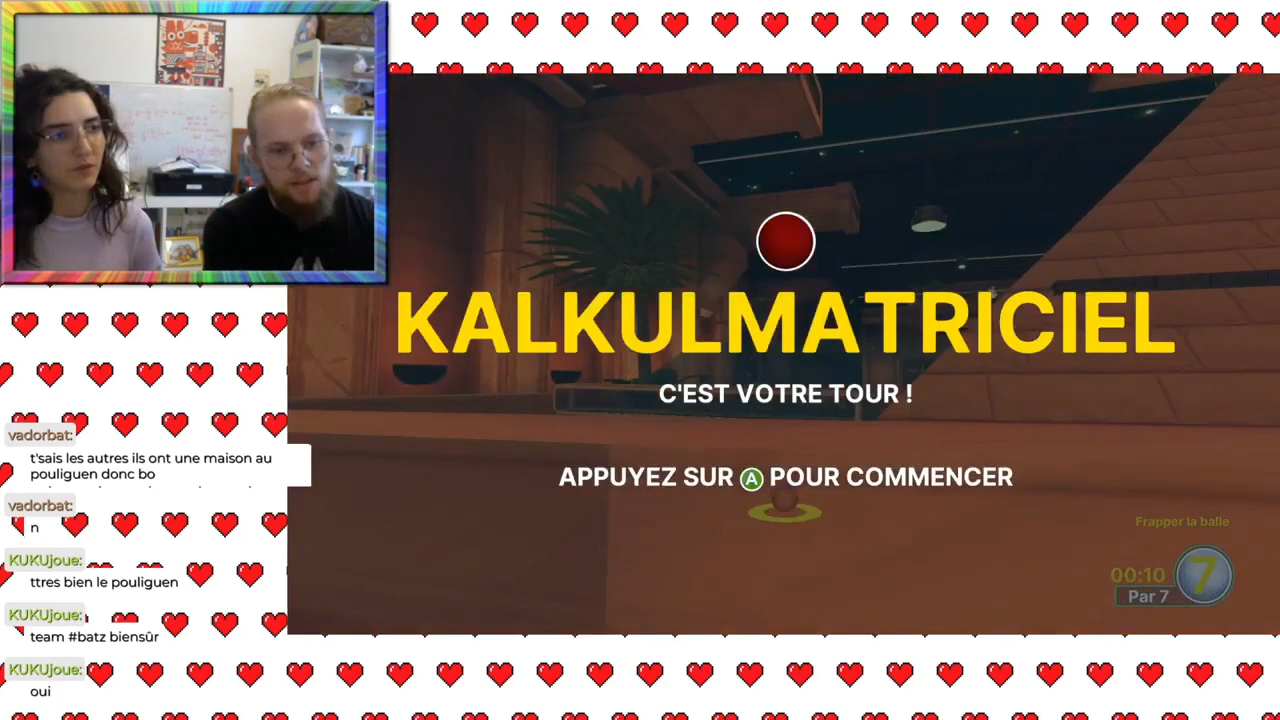 KALKULMATRICIEL
C'EST VOTRE TOUR !
APPUYEZ SUR A POUR COMMENCER
Frapper la balle
00:10
7
Par 7
vadorbat:
t'sais les autres ils ont une maison au
pouliguen donc bo
vadorbat:
n
KUKUjoue:
ttres bien le pouliguen
KUKUjoue:
team #batz biensûr
KUKUjoue:
oui